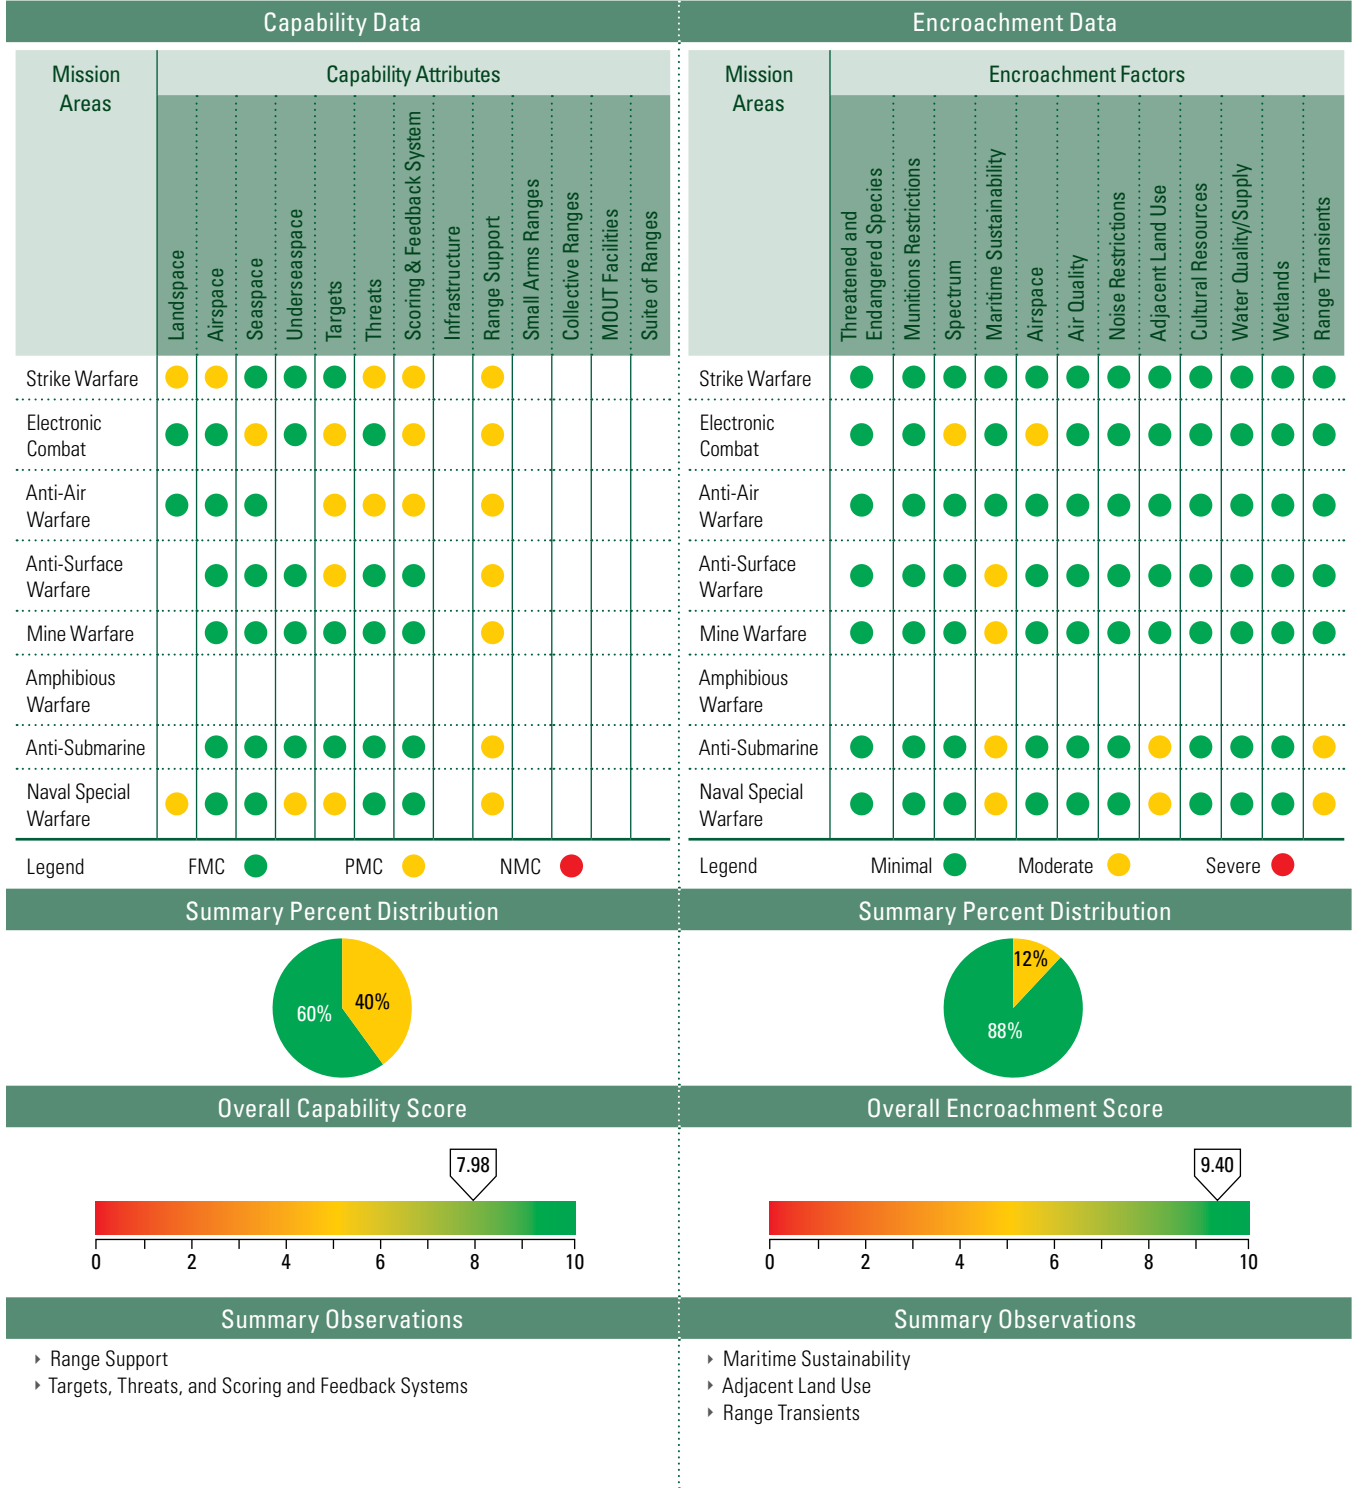 Capability Data
Mission
Areas
Capability Attributes
Landspace
Airspace
Seaspace
Underseaspace
Targets
Threats
Scoring & Feedback System
Infrastructure
Range Support
Small Arms Ranges
Collective Ranges
MOUT Facilities
Suite of Ranges
Strike Warfare
Electronic
Combat
Anti-Air
Warfare
Anti-Surface
Warfare
Mine Warfare
Amphibious
Warfare
Anti-Submarine
Naval Special
Warfare
Legend FMC PMC NMC
Summary Percent Distribution
60%
40%
Overall Capability Score
7.98
0 2 4 6 8 10
Summary Observations
‣ Range Support
‣ Targets, Threats, and Scoring and Feedback Systems
Encroachment Data
Mission
Areas
Encroachment Factors
Threatened and
Endangered Species
Munitions Restrictions
Spectrum
Maritime Sustainability
Airspace
Air Quality
Noise Restrictions
Adjacent Land Use
Cultural Resources
Water Quality/Supply
Wetlands
Range Transients
Strike Warfare
Electronic
Combat
Anti-Air
Warfare
Anti-Surface
Warfare
Mine Warfare
Amphibious
Warfare
Anti-Submarine
Naval Special
Warfare
Legend Minimal Moderate Severe
Summary Percent Distribution
12%
88%
Overall Encroachment Score
9.40
0 2 4 6 8 10
Summary Observations
‣ Maritime Sustainability
‣ Adjacent Land Use
‣ Range Transients